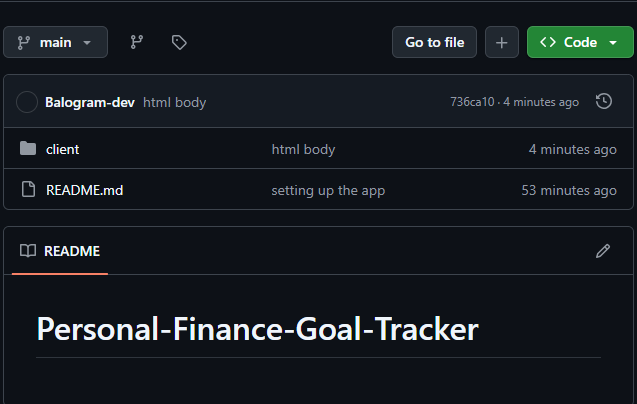 main Go to file Code
Balogram-dev html body 736ca10 · 4 minutes ago
client html body 4 minutes ago
README.md setting up the app 53 minutes ago
README
Personal-Finance-Goal-Tracker